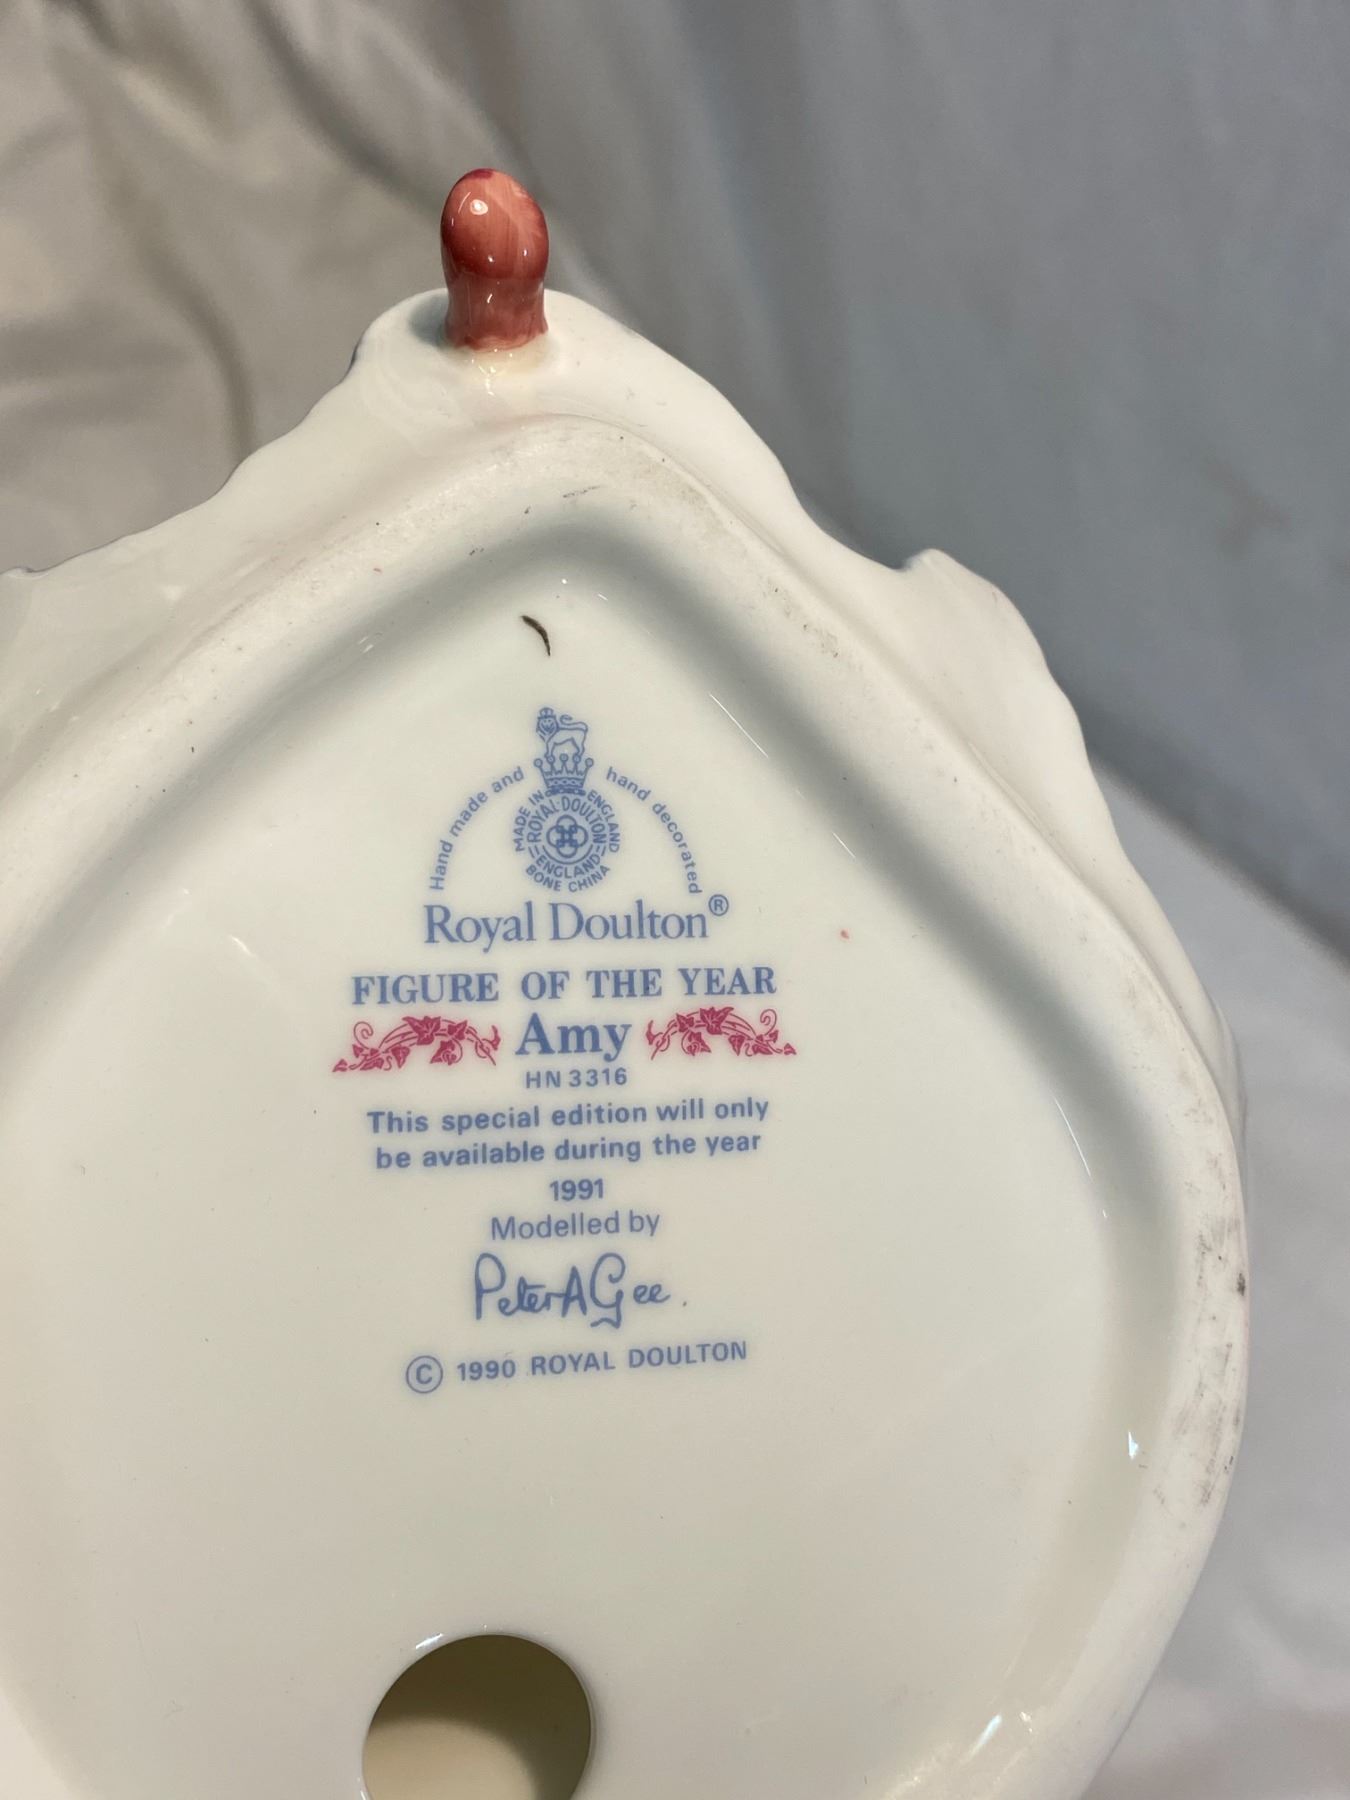 Hand made and hand decorated
MADE IN ENGLAND
ROYAL DOULTON
ENGLAND
BONE CHINA
Royal Doulton®
FIGURE OF THE YEAR
Amy
HN 3316
This special edition will only
be available during the year
1991
Modelled by
Peter A Gee.
© 1990 ROYAL DOULTON